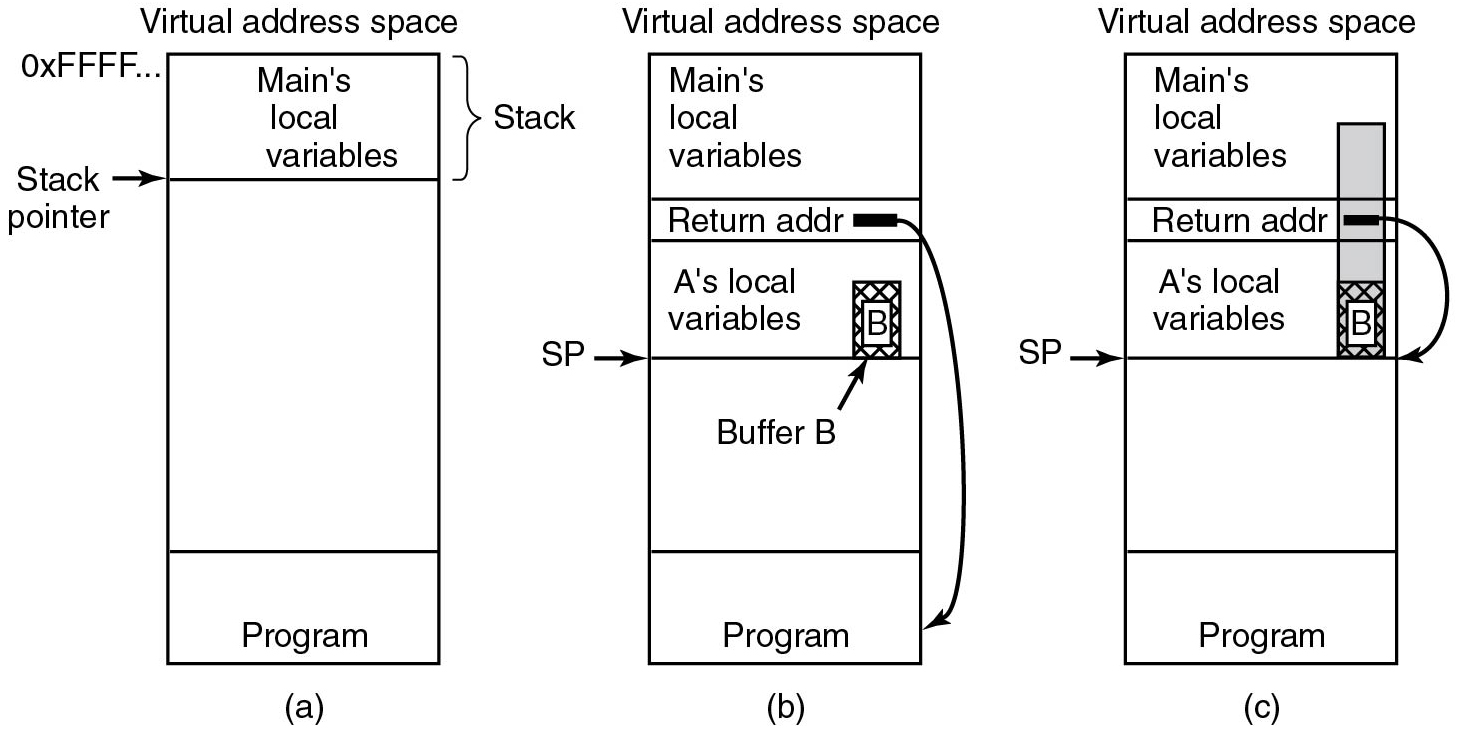 Virtual address space
0xFFFF...
Main's
local
variables
Stack
Stack
pointer
Program
(a)
Virtual address space
Main's
local
variables
Return addr
A's local
variables
B
SP
Buffer B
Program
(b)
Virtual address space
Main's
local
variables
Return addr
A's local
variables
B
SP
Program
(c)